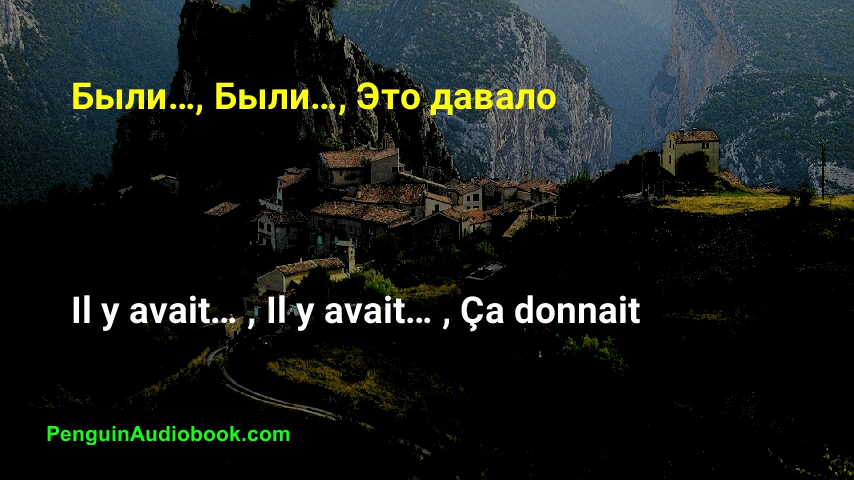 Были..., Были..., Это давало
Il y avait... , Il y avait... , Ça donnait
PenguinAudiobook.com